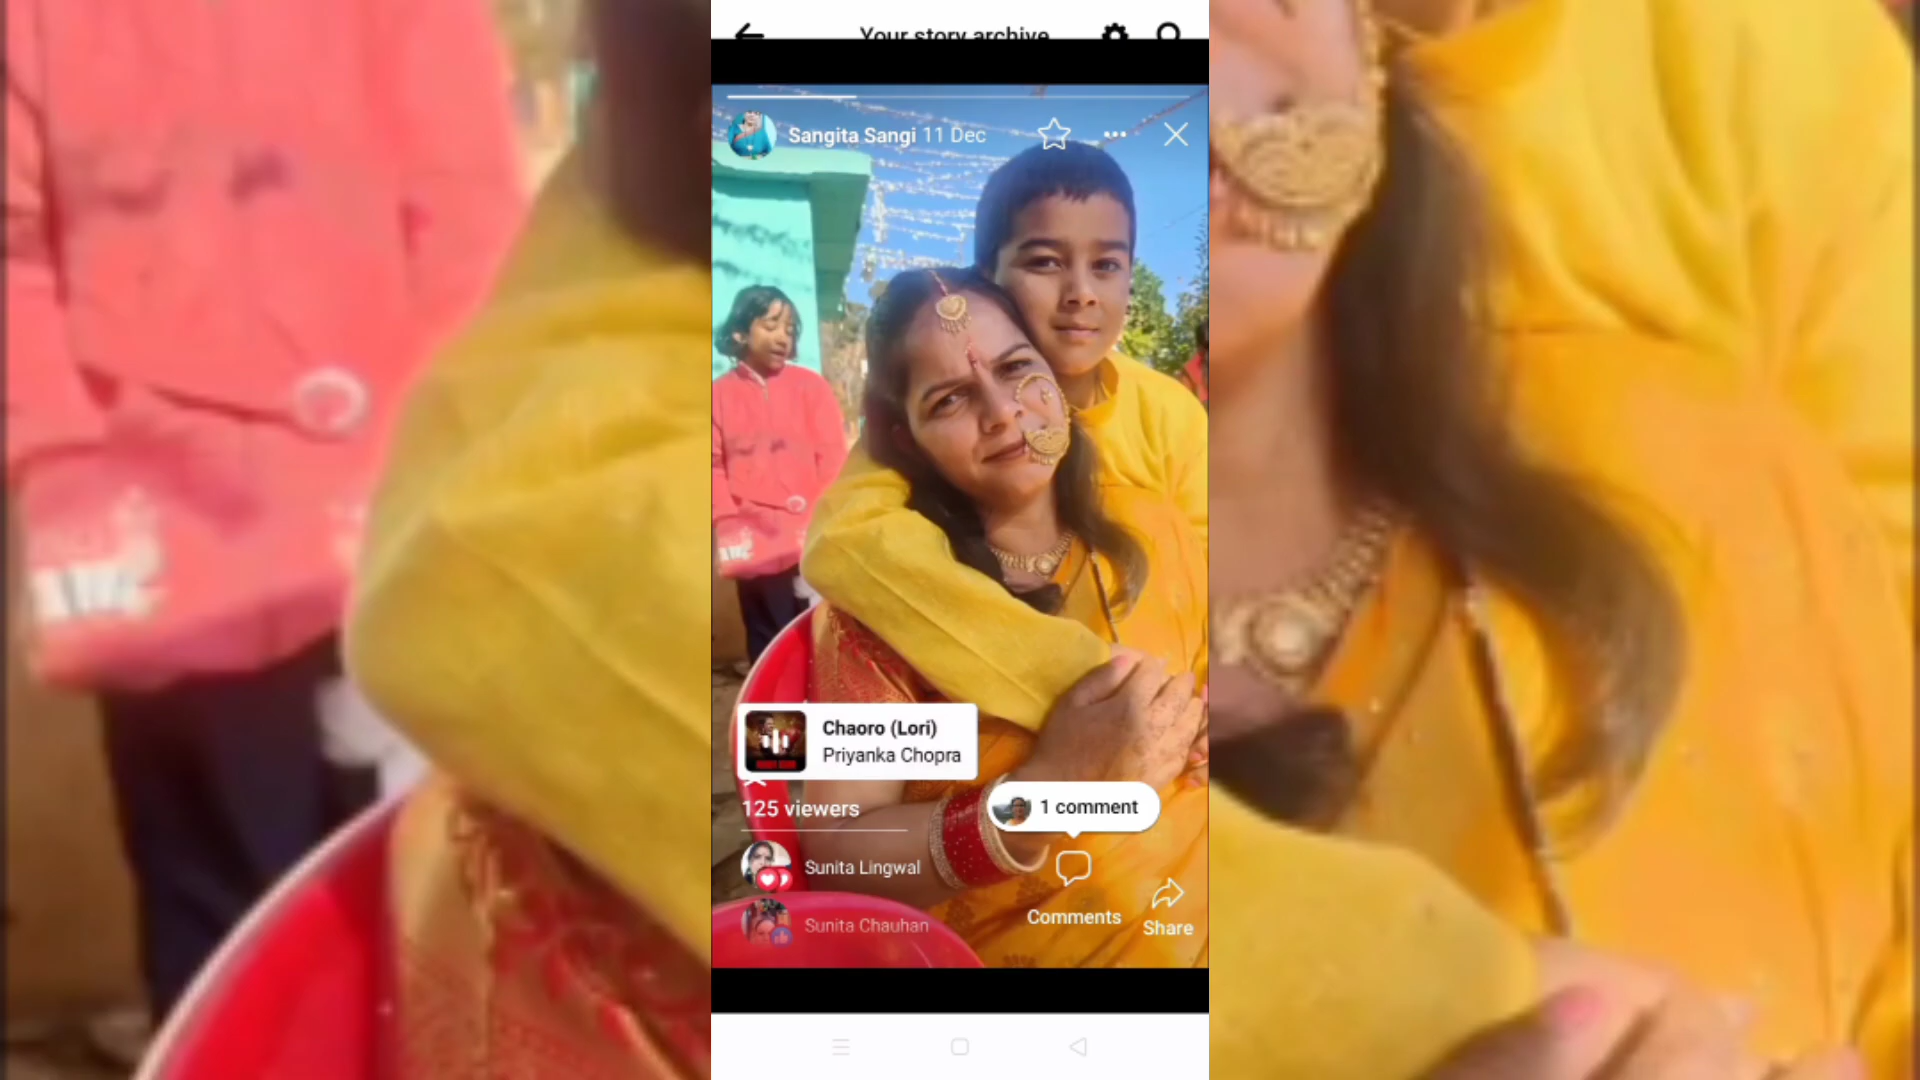 Your story archive
Sangita Sangi 11 Dec
Chaoro (Lori)
Priyanka Chopra
125 viewers
1 comment
Sunita Lingwal
Comments
Sunita Chauhan
Share